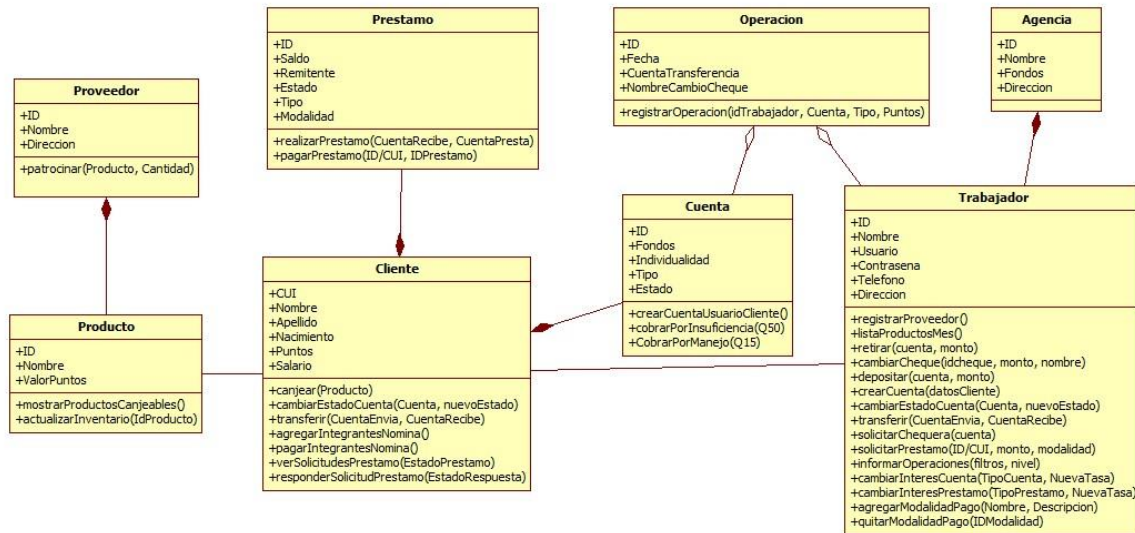 Prestamo
+ID
+Saldo
+Remitente
+Estado
+Tipo
+Modalidad
+realizarPrestamo(CuentaRecibe, CuentaPresta)
+pagarPrestamo(ID/CUI, IDPrestamo)
Operacion
+ID
+Fecha
+CuentaTransferencia
+NombreCambioCheque
+registrarOperacion(idTrabajador, Cuenta, Tipo, Puntos)
Agencia
+ID
+Nombre
+Fondos
+Direccion
Proveedor
+ID
+Nombre
+Direccion
+patrocinar(Producto, Cantidad)
Cuenta
+ID
+Fondos
+Individualidad
+Tipo
+Estado
+crearCuentaUsuarioCliente()
+cobrarPorInsuficiencia(Q50)
+CobrarPorManejo(Q15)
Trabajador
+ID
+Nombre
+Usuario
+Contrasena
+Telefono
+Direccion
+registrarProveedor()
+listaProductosMes()
+retirar(cuenta, monto)
+cambiarCheque(idcheque, monto, nombre)
+depositar(cuenta, monto)
+crearCuenta(datosCliente)
+cambiarEstadoCuenta(Cuenta, nuevoEstado)
+transferir(CuentaEnvia, CuentaRecibe)
+solicitarChequera(cuenta)
+solicitarPrestamo(ID/CUI, monto, modalidad)
+informarOperaciones(filtros, nivel)
+cambiarInteresCuenta(TipoCuenta, NuevaTasa)
+cambiarInteresPrestamo(TipoPrestamo, NuevaTasa)
+agregarModalidadPago(Nombre, Descripcion)
+quitarModalidadPago(IDModalidad)
Cliente
+CUI
+Nombre
+Apellido
+Nacimiento
+Puntos
+Salario
+canjear(Producto)
+cambiarEstadoCuenta(Cuenta, nuevoEstado)
+transferir(CuentaEnvia, CuentaRecibe)
+agregarIntegrantesNomina()
+pagarIntegrantesNomina()
+verSolicitudesPrestamo(EstadoPrestamo)
+responderSolicitudPrestamo(EstadoRespuesta)
Producto
+ID
+Nombre
+ValorPuntos
+mostrarProductosCanjeables()
+actualizarInventario(IdProducto)